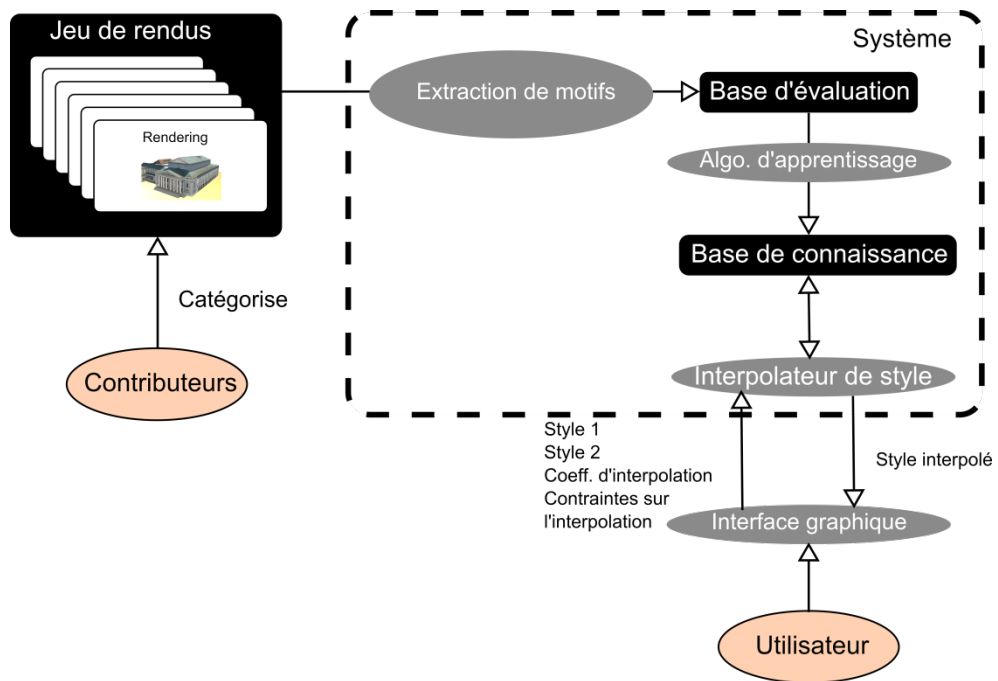 Jeu de rendus
Rendering
Système
Extraction de motifs
Base d'évaluation
Algo. d'apprentissage
Base de connaissance
Catégorise
Contributeurs
Interpolateur de style
Style 1
Style 2
Coeff. d'interpolation
Contraintes sur
l'interpolation
Style interpolé
Interface graphique
Utilisateur